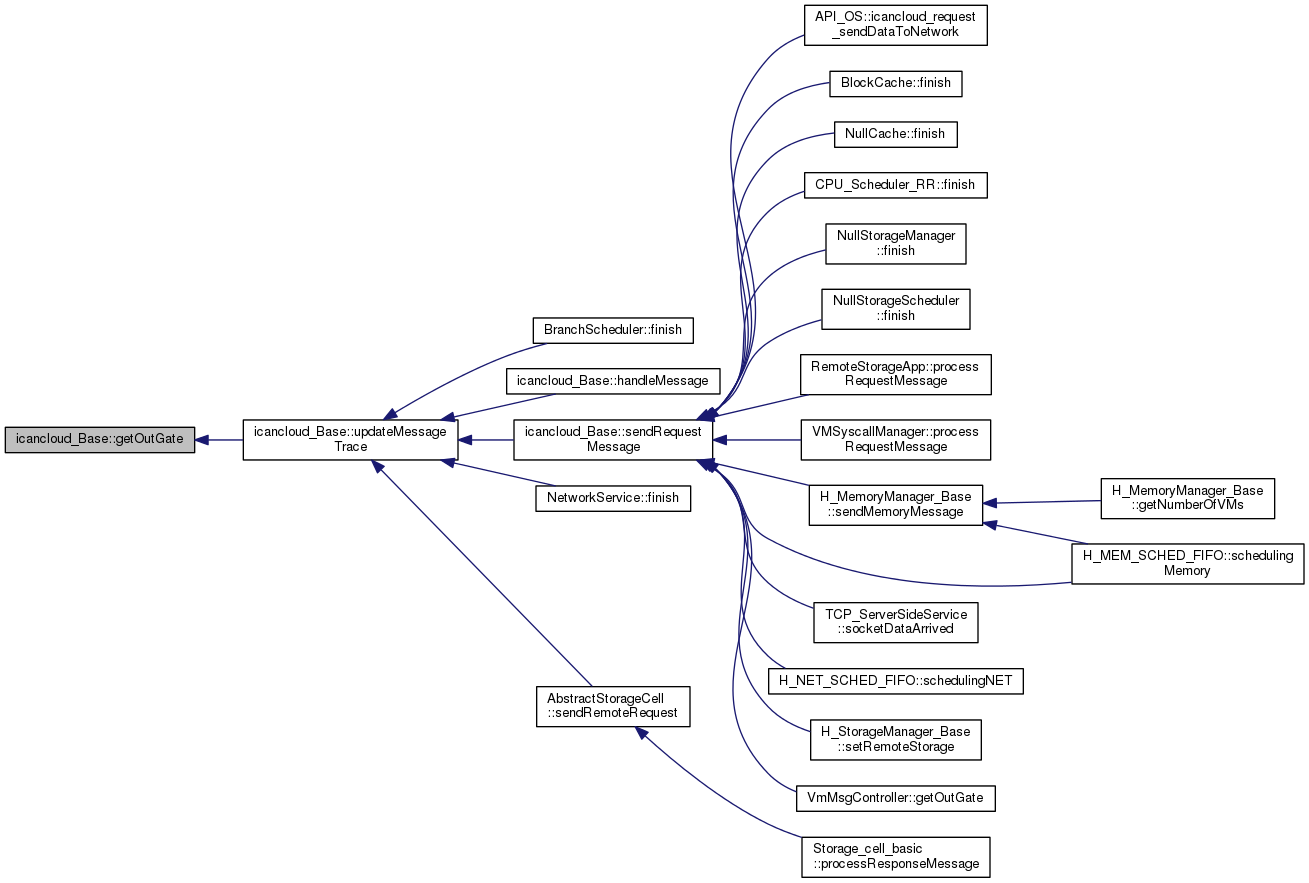 API_OS::icancloud_request
_sendDataToNetwork
BlockCache::finish
NullCache::finish
CPU_Scheduler_RR::finish
NullStorageManager
::finish
NullStorageScheduler
::finish
BranchScheduler::finish
RemoteStorageApp::process
RequestMessage
icancloud_Base::handleMessage
icancloud_Base::getOutGate
icancloud_Base::updateMessage
Trace
icancloud_Base::sendRequest
Message
VMSyscallManager::process
RequestMessage
NetworkService::finish
H_MemoryManager_Base
::sendMemoryMessage
H_MemoryManager_Base
::getNumberOfVMs
H_MEM_SCHED_FIFO::scheduling
Memory
TCP_ServerSideService
::socketDataArrived
H_NET_SCHED_FIFO::schedulingNET
AbstractStorageCell
::sendRemoteRequest
H_StorageManager_Base
::setRemoteStorage
VmMsgController::getOutGate
Storage_cell_basic
::processResponseMessage